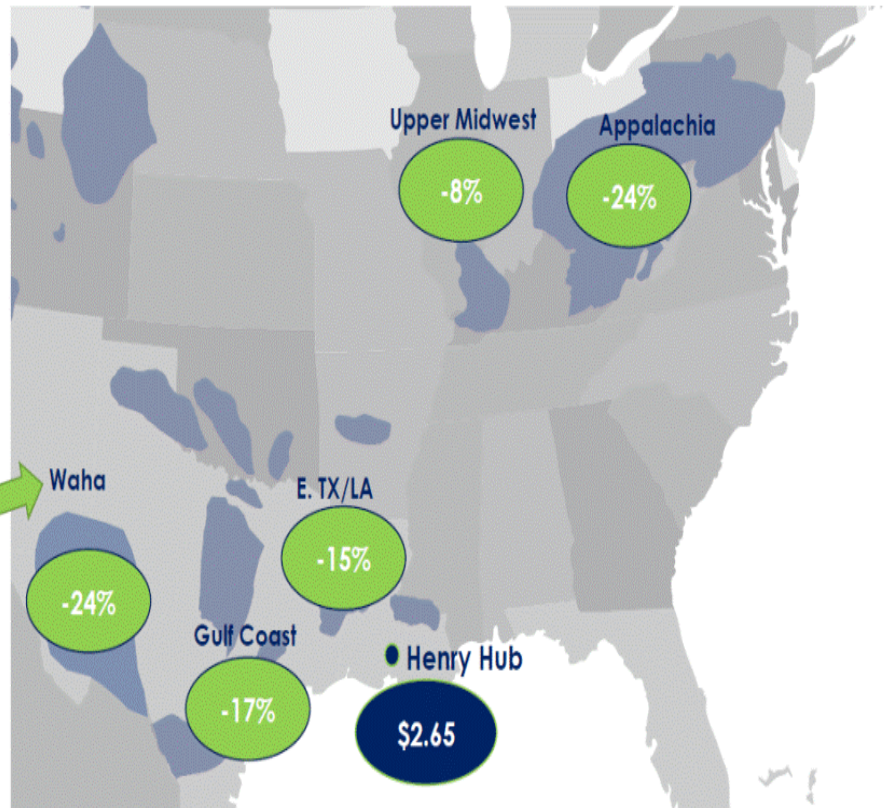 Upper Midwest
-8%
Appalachia
-24%
Waha
-24%
E. TX/LA
-15%
Gulf Coast
-17%
Henry Hub
$2.65